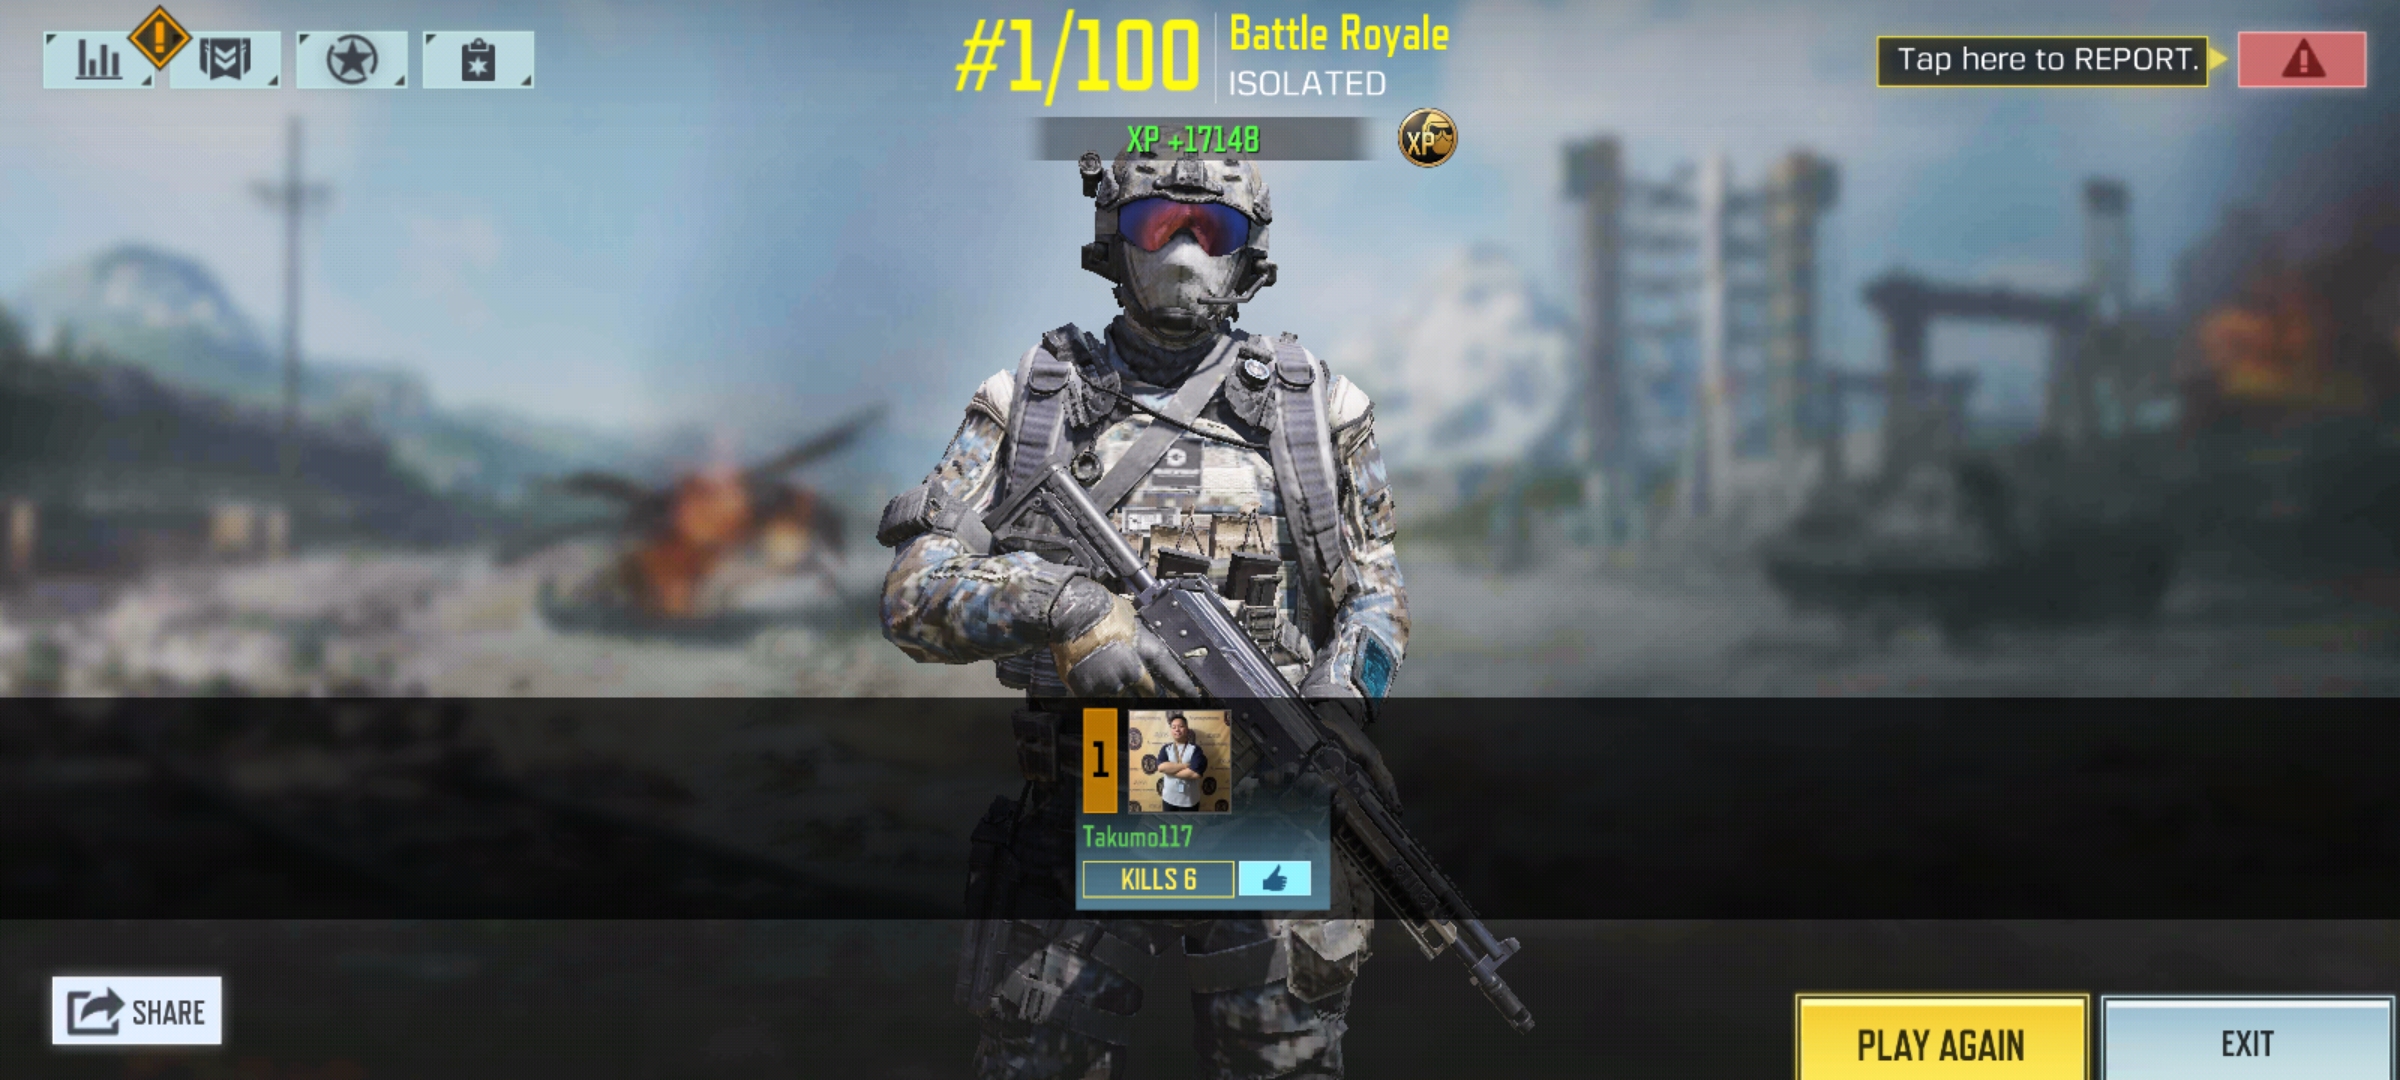 #1/100
Battle Royale
ISOLATED
Tap here to REPORT.
XP +17148
XP
1
Takumo117
KILLS 6
SHARE
PLAY AGAIN
EXIT